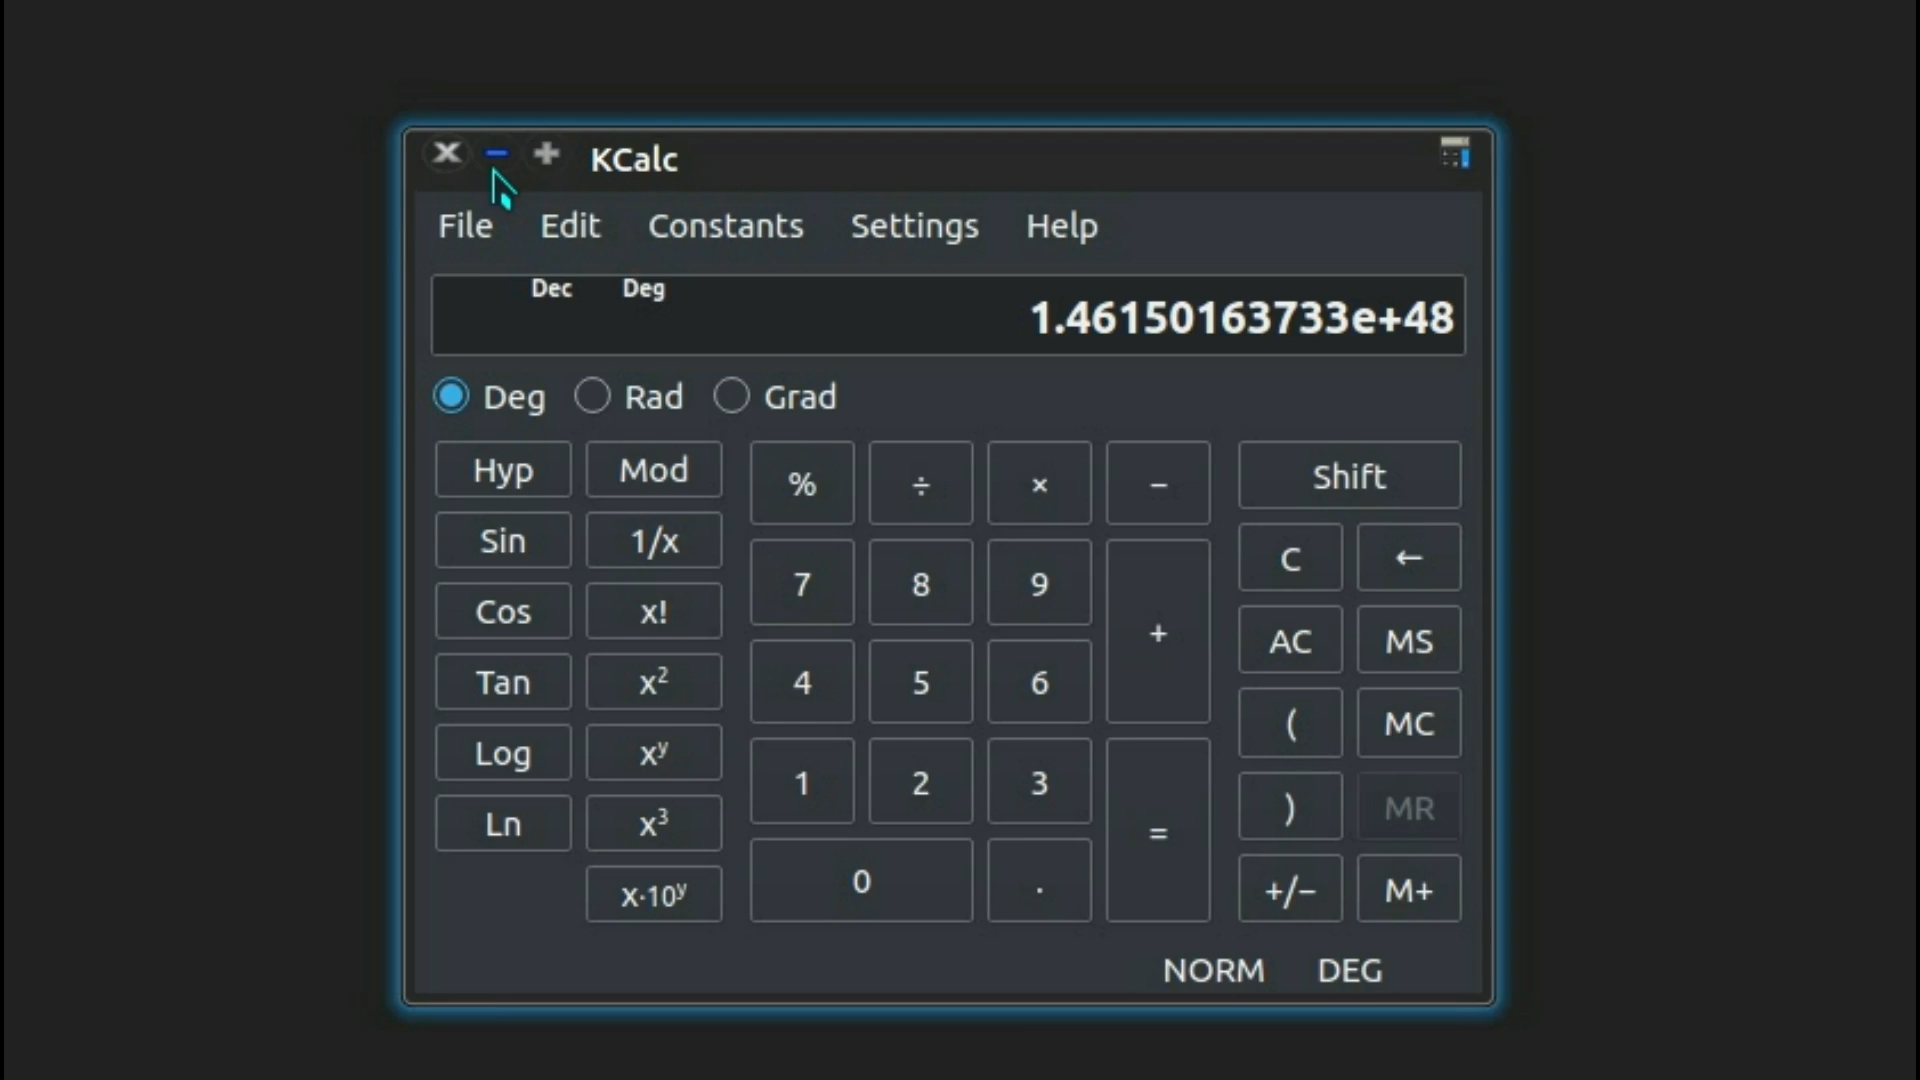 KCalc
File Edit Constants Settings Help
Dec Deg
1.46150163733e+48
Deg Rad Grad
Hyp Mod % ÷ × − Shift
Sin 1/x 7 8 9 + C ←
Cos x! AC MS
Tan x² 4 5 6 ( MC
Log xʸ 1 2 3 = ) MR
Ln x³
x·10ʸ 0 . +/− M+
NORM DEG